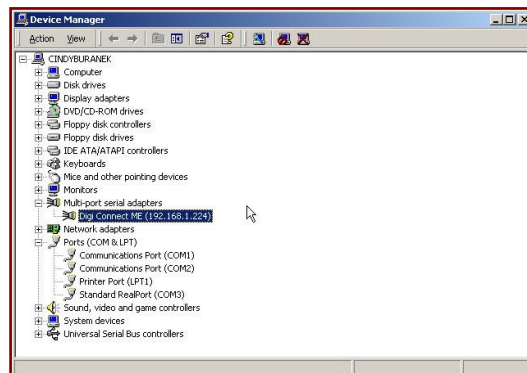 Device Manager
Action View
CINDYBURANEK
Computer
Disk drives
Display adapters
DVD/CD-ROM drives
Floppy disk controllers
Floppy disk drives
IDE ATA/ATAPI controllers
Keyboards
Mice and other pointing devices
Monitors
Multi-port serial adapters
Digi Connect ME (192.168.1.224)
Network adapters
Ports (COM & LPT)
Communications Port (COM1)
Communications Port (COM2)
Printer Port (LPT1)
Standard RealPort (COM3)
Sound, video and game controllers
System devices
Universal Serial Bus controllers